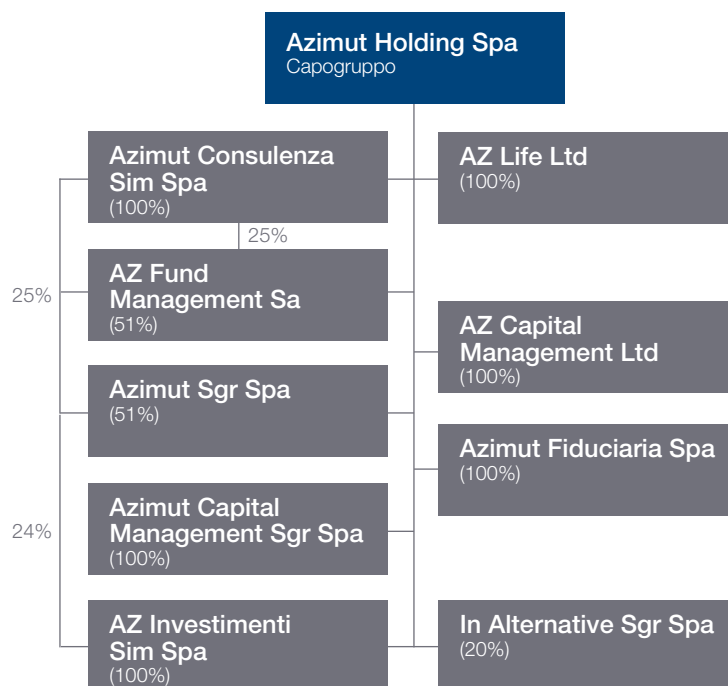 Azimut Holding Spa
Capogruppo
Azimut Consulenza
Sim Spa
(100%)
AZ Life Ltd
(100%)
25%
AZ Fund
Management Sa
(51%)
25%
AZ Capital
Management Ltd
(100%)
Azimut Sgr Spa
(51%)
Azimut Fiduciaria Spa
(100%)
Azimut Capital
Management Sgr Spa
(100%)
24%
AZ Investimenti
Sim Spa
(100%)
In Alternative Sgr Spa
(20%)